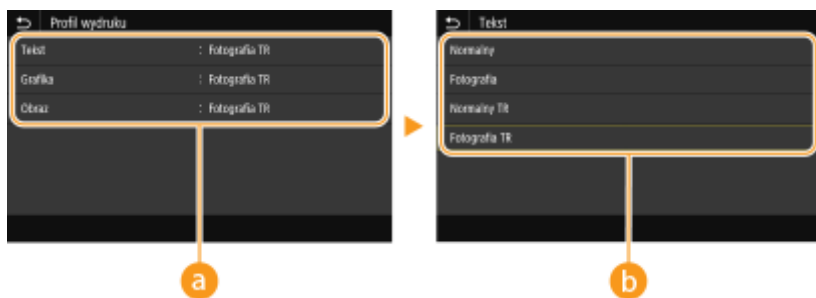 Profil wydruku
Tekst : Fotografia TR
Grafika : Fotografia TR
Obraz : Fotografia TR
a
Tekst
Normalny
Fotografia
Normalny TR
Fotografia TR
b